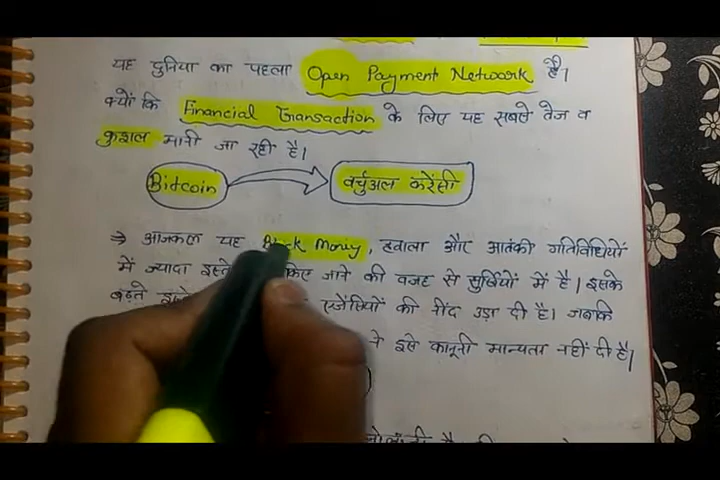 यह दुनिया का पहला Open Payment Network है।
क्यों कि Financial Transaction के लिए यह सबसे तेज व
कुशल मानी जा रही है।
Bitcoin → वर्चुअल करेंसी
⇒ आजकल यह Black Money, हवाला और आतंकी गतिविधियों
में ज्यादा किए जाने की वजह से सुर्खियों में है। इसके
बढ़ते एजेंसियों की नींद उड़ा दी है। जबकि
ने इसे कानूनी मान्यता नहीं दी है।